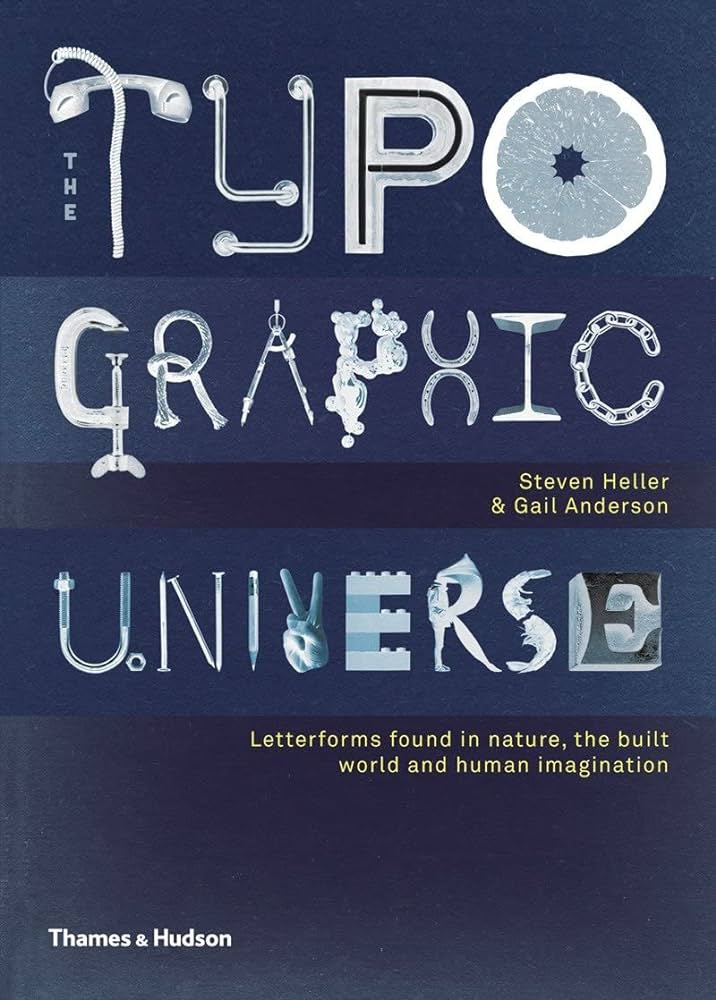 THE
TYPO
GRAPHIC
Steven Heller
& Gail Anderson
UNIVERSE
Letterforms found in nature, the built
world and human imagination
Thames & Hudson